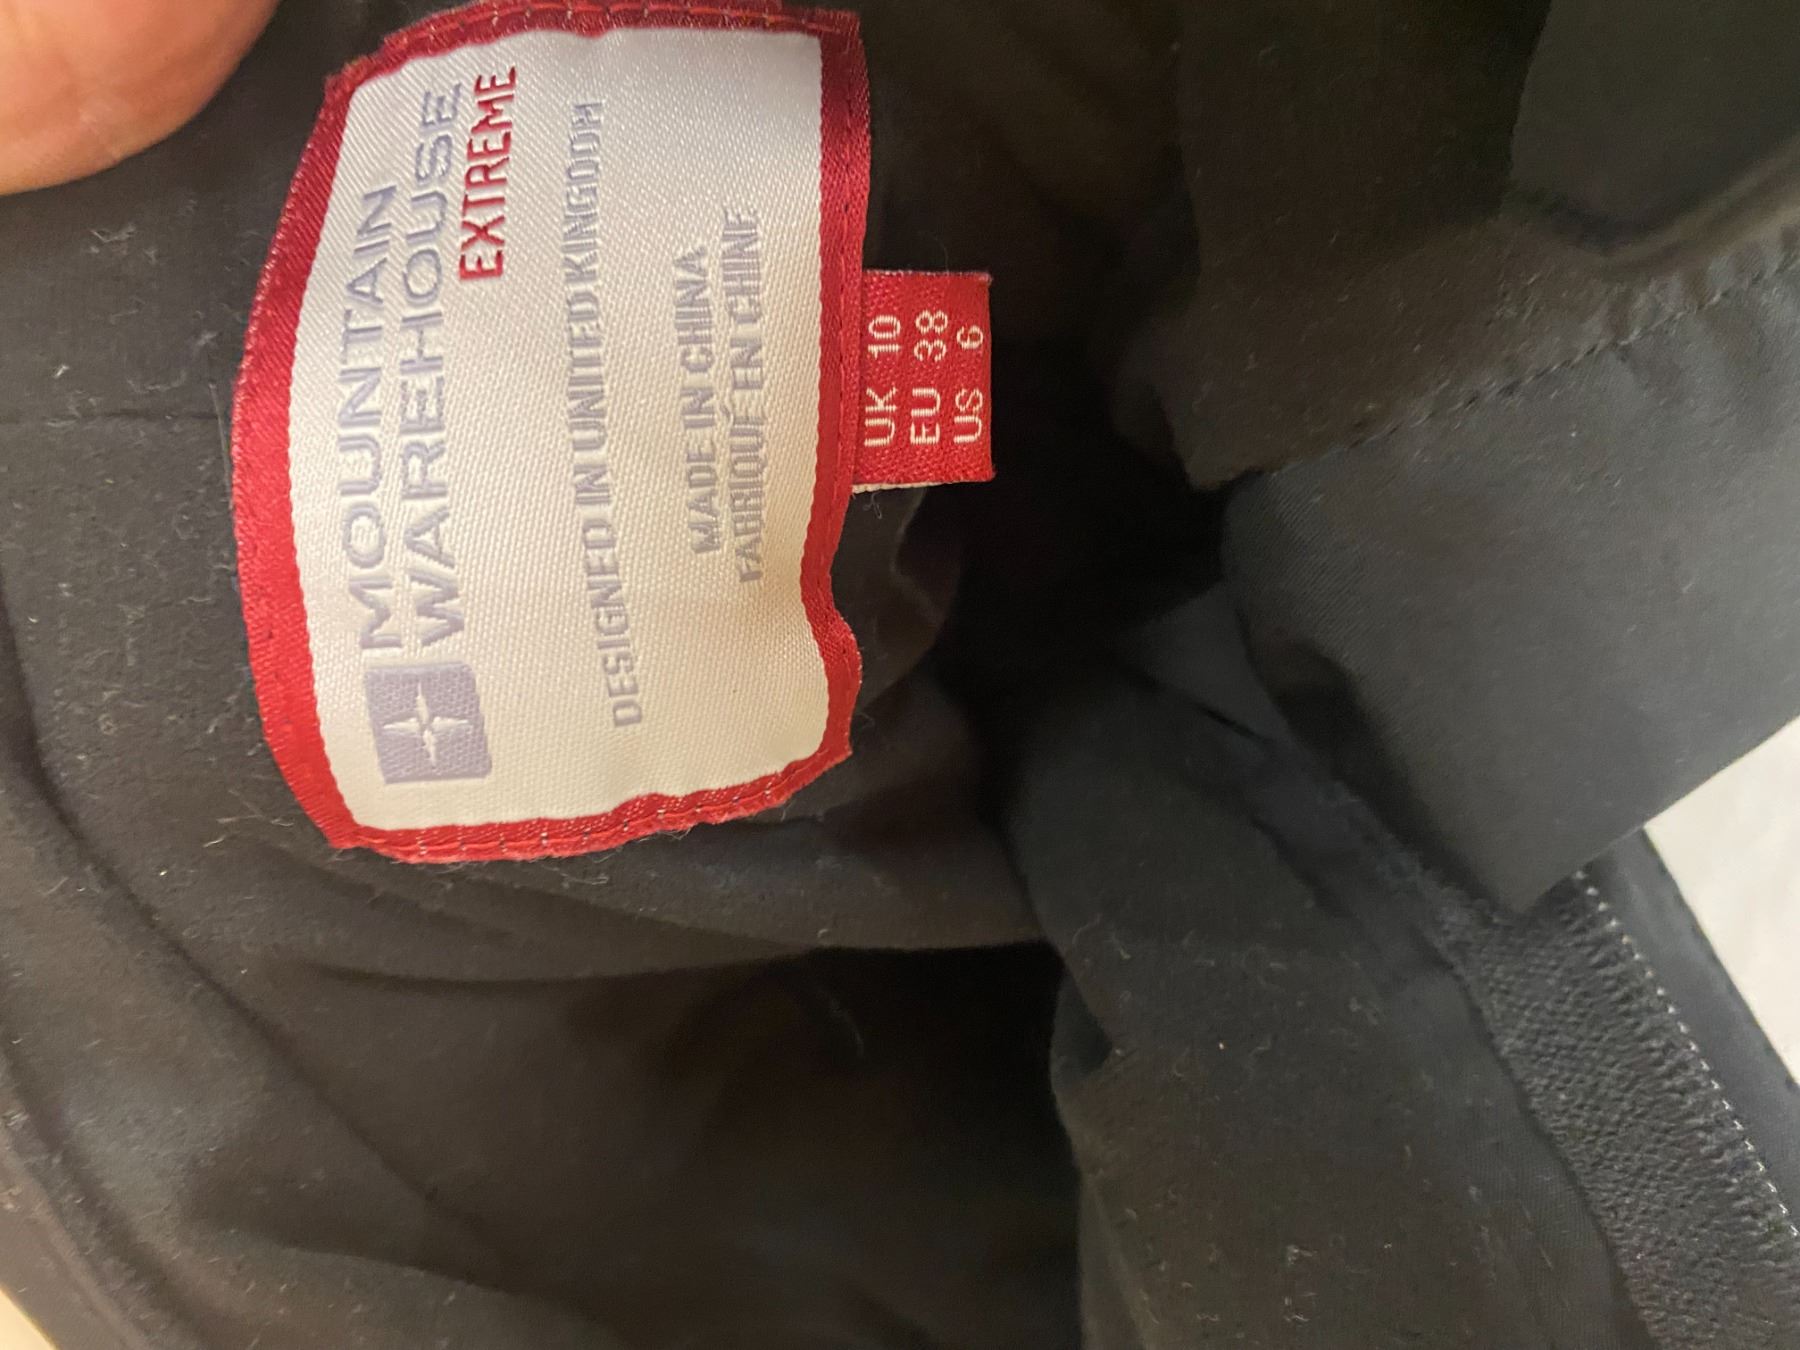 MOUNTAIN
WAREHOUSE
EXTREME
DESIGNED IN UNITED KINGDOM
MADE IN CHINA
FABRIQUÉ EN CHINE
UK 10
EU 38
US 6